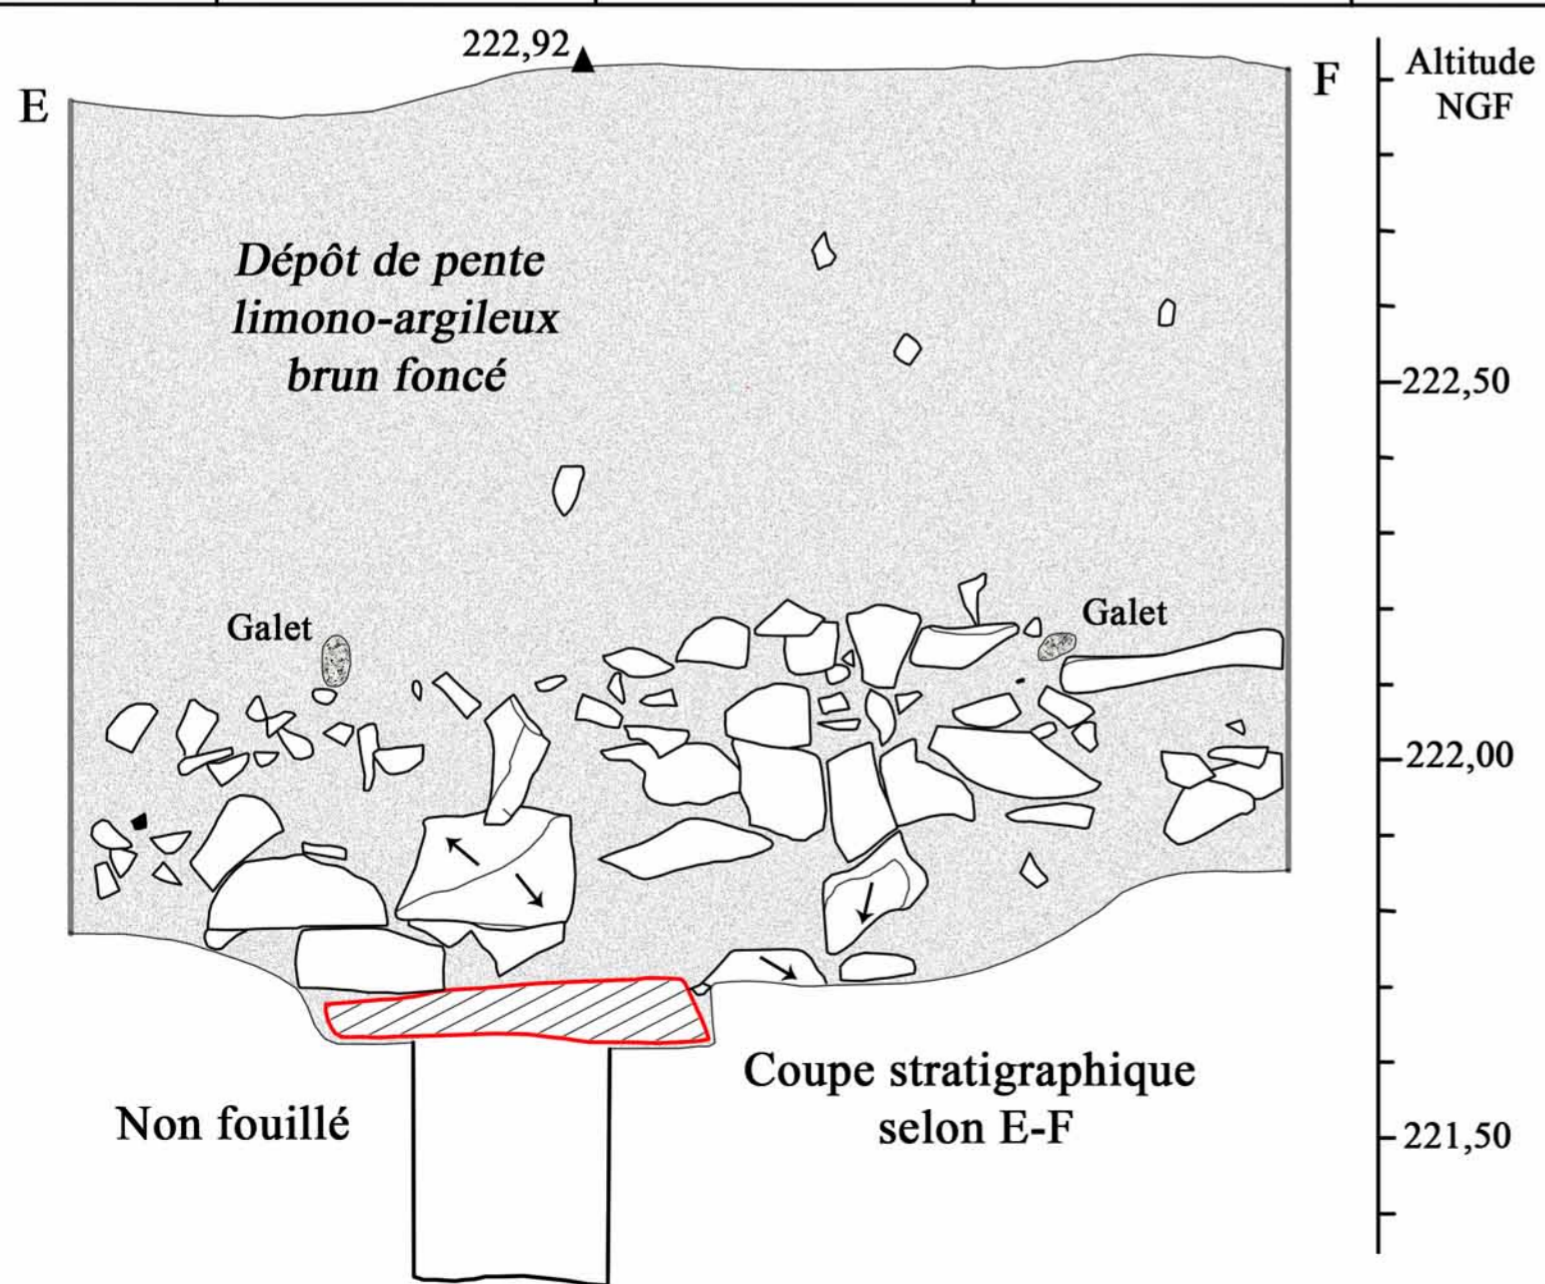 222,92
E
F
Altitude
NGF
Dépôt de pente
limono-argileux
brun foncé
222,50
Galet
Galet
222,00
Coupe stratigraphique
selon E-F
Non fouillé
221,50